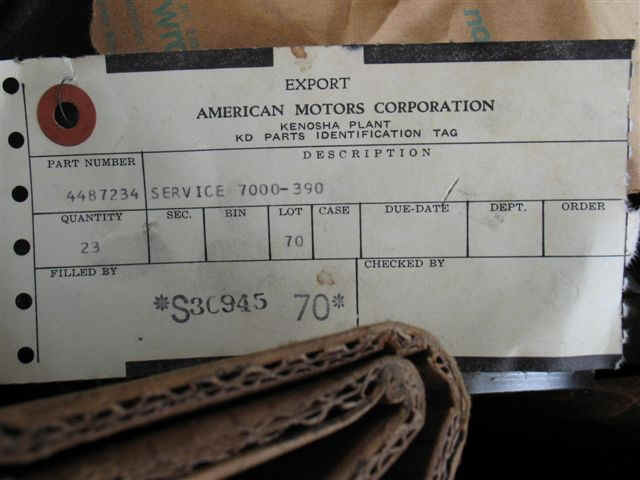 EXPORT
AMERICAN MOTORS CORPORATION
KENOSHA PLANT
KD PARTS IDENTIFICATION TAG
PART NUMBER DESCRIPTION
4487234 SERVICE 7000-390
QUANTITY SEC. BIN LOT CASE DUE-DATE DEPT. ORDER
23 70
FILLED BY CHECKED BY
*S3C945 70*